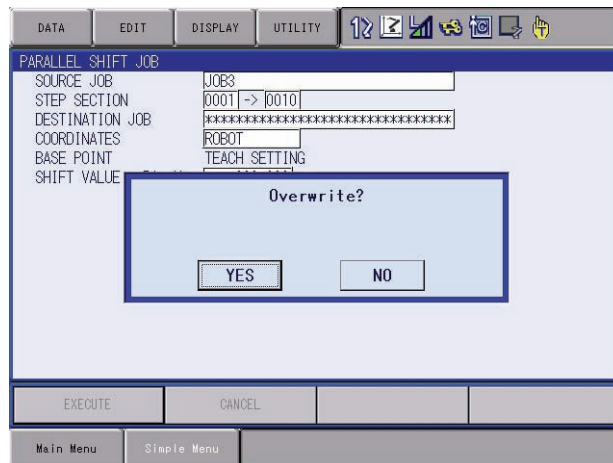 DATA EDIT DISPLAY UTILITY
PARALLEL SHIFT JOB
SOURCE JOB JOB3
STEP SECTION 0001 -> 0010
DESTINATION JOB ********************************
COORDINATES ROBOT
BASE POINT TEACH SETTING
SHIFT VALUE
Overwrite?
YES NO
EXECUTE CANCEL
Main Menu Simple Menu